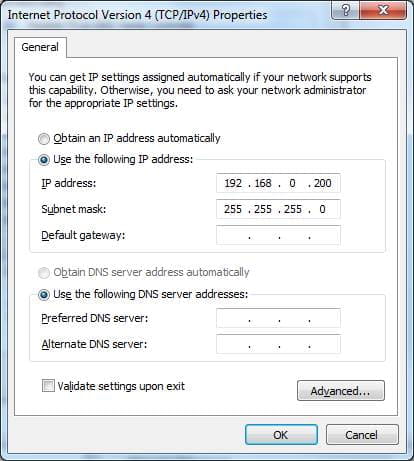 Internet Protocol Version 4 (TCP/IPv4) Properties
General
You can get IP settings assigned automatically if your network supports
this capability. Otherwise, you need to ask your network administrator
for the appropriate IP settings.
Obtain an IP address automatically
Use the following IP address:
IP address: 192 . 168 . 0 . 200
Subnet mask: 255 . 255 . 255 . 0
Default gateway: . . .
Obtain DNS server address automatically
Use the following DNS server addresses:
Preferred DNS server: . . .
Alternate DNS server: . . .
Validate settings upon exit
Advanced...
OK
Cancel